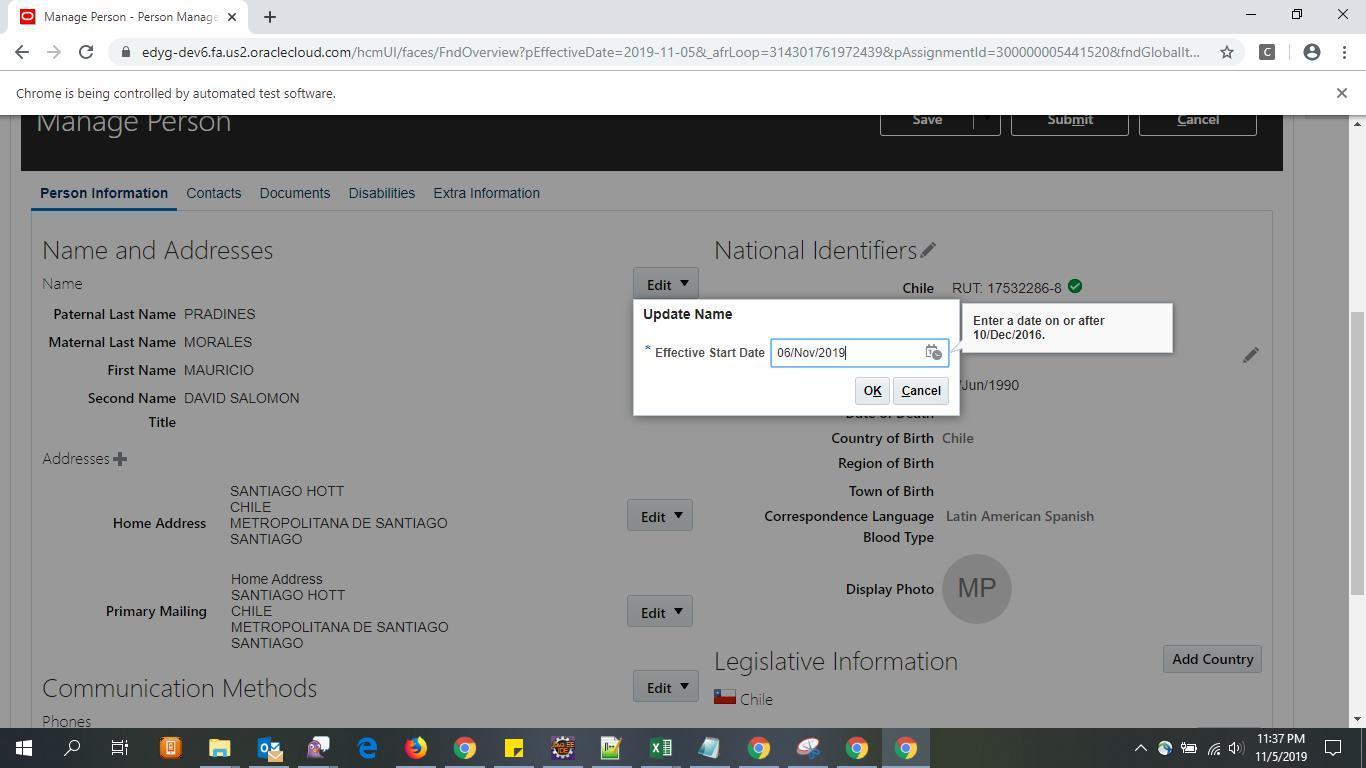 Manage Person - Person Manage
edyg-dev6.fa.us2.oraclecloud.com/hcmUI/faces/FndOverview?pEffectiveDate=2019-11-05&_afrLoop=314301761972439&pAssignmentId=300000005441520&fndGlobalIt...
C
Chrome is being controlled by automated test software.
Manage Person
Save
Submit
Cancel
Person Information
Contacts
Documents
Disabilities
Extra Information
Name and Addresses
Name
Edit
Paternal Last Name PRADINES
Maternal Last Name MORALES
First Name MAURICIO
Second Name DAVID SALOMON
Title
Addresses
Home Address
SANTIAGO HOTT
CHILE
METROPOLITANA DE SANTIAGO
SANTIAGO
Edit
Primary Mailing
Home Address
SANTIAGO HOTT
CHILE
METROPOLITANA DE SANTIAGO
SANTIAGO
Edit
Communication Methods
Edit
Phones
National Identifiers
Chile RUT: 17532286-8
Update Name
* Effective Start Date 06/Nov/2019
OK
Cancel
Enter a date on or after
10/Dec/2016.
/Jun/1990
Date of Death
Country of Birth Chile
Region of Birth
Town of Birth
Correspondence Language Latin American Spanish
Blood Type
Display Photo MP
Legislative Information
Add Country
Chile
11:37 PM
11/5/2019